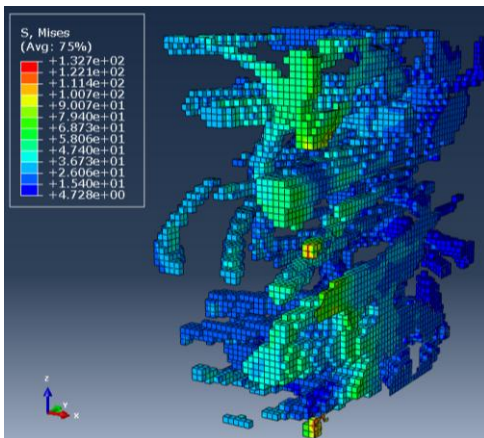 S, Mises
(Avg: 75%)
+1.327e+02
+1.221e+02
+1.114e+02
+1.007e+02
+9.007e+01
+7.940e+01
+6.873e+01
+5.806e+01
+4.740e+01
+3.673e+01
+2.606e+01
+1.540e+01
+4.728e+00
Z
Y
X